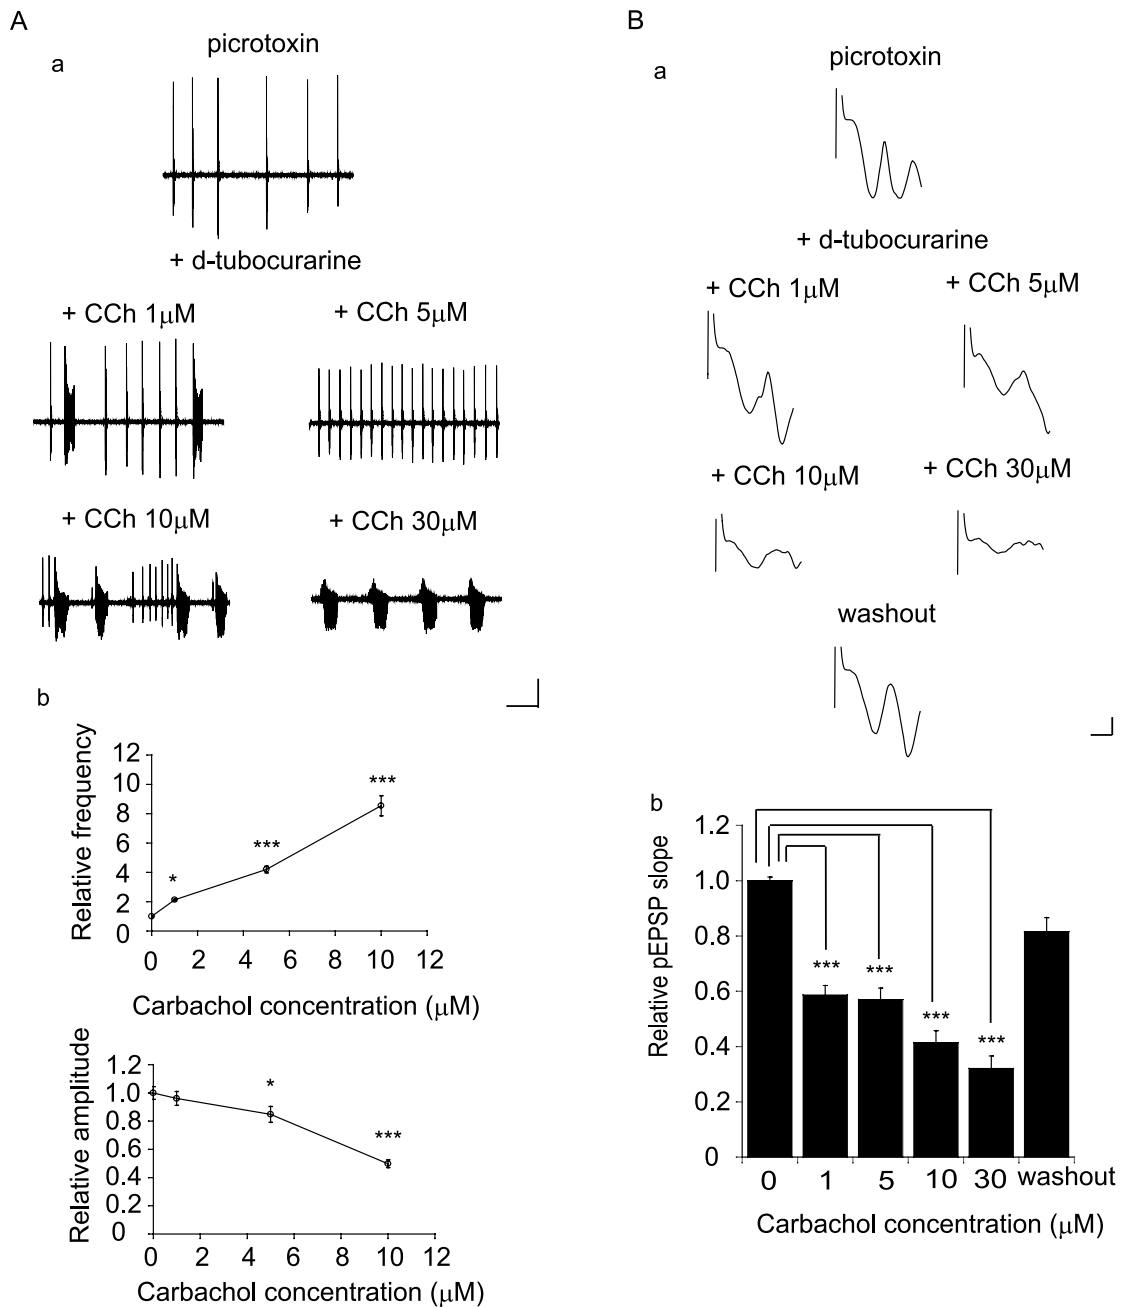 A
a
picrotoxin
+ d-tubocurarine
+ CCh 1μM
+ CCh 5μM
+ CCh 10μM
+ CCh 30μM
b
Relative frequency
12
10
8
6
4
2
0
*
***
***
0 2 4 6 8 10 12
Carbachol concentration (μM)
Relative amplitude
1.2
1.0
0.8
0.6
0.4
0.2
0
*
***
0 2 4 6 8 10 12
Carbachol concentration (μM)
B
a
picrotoxin
+ d-tubocurarine
+ CCh 1μM
+ CCh 5μM
+ CCh 10μM
+ CCh 30μM
washout
b
Relative pEPSP slope
1.2
1.0
0.8
0.6
0.4
0.2
0
***
***
***
***
0 1 5 10 30 washout
Carbachol concentration (μM)